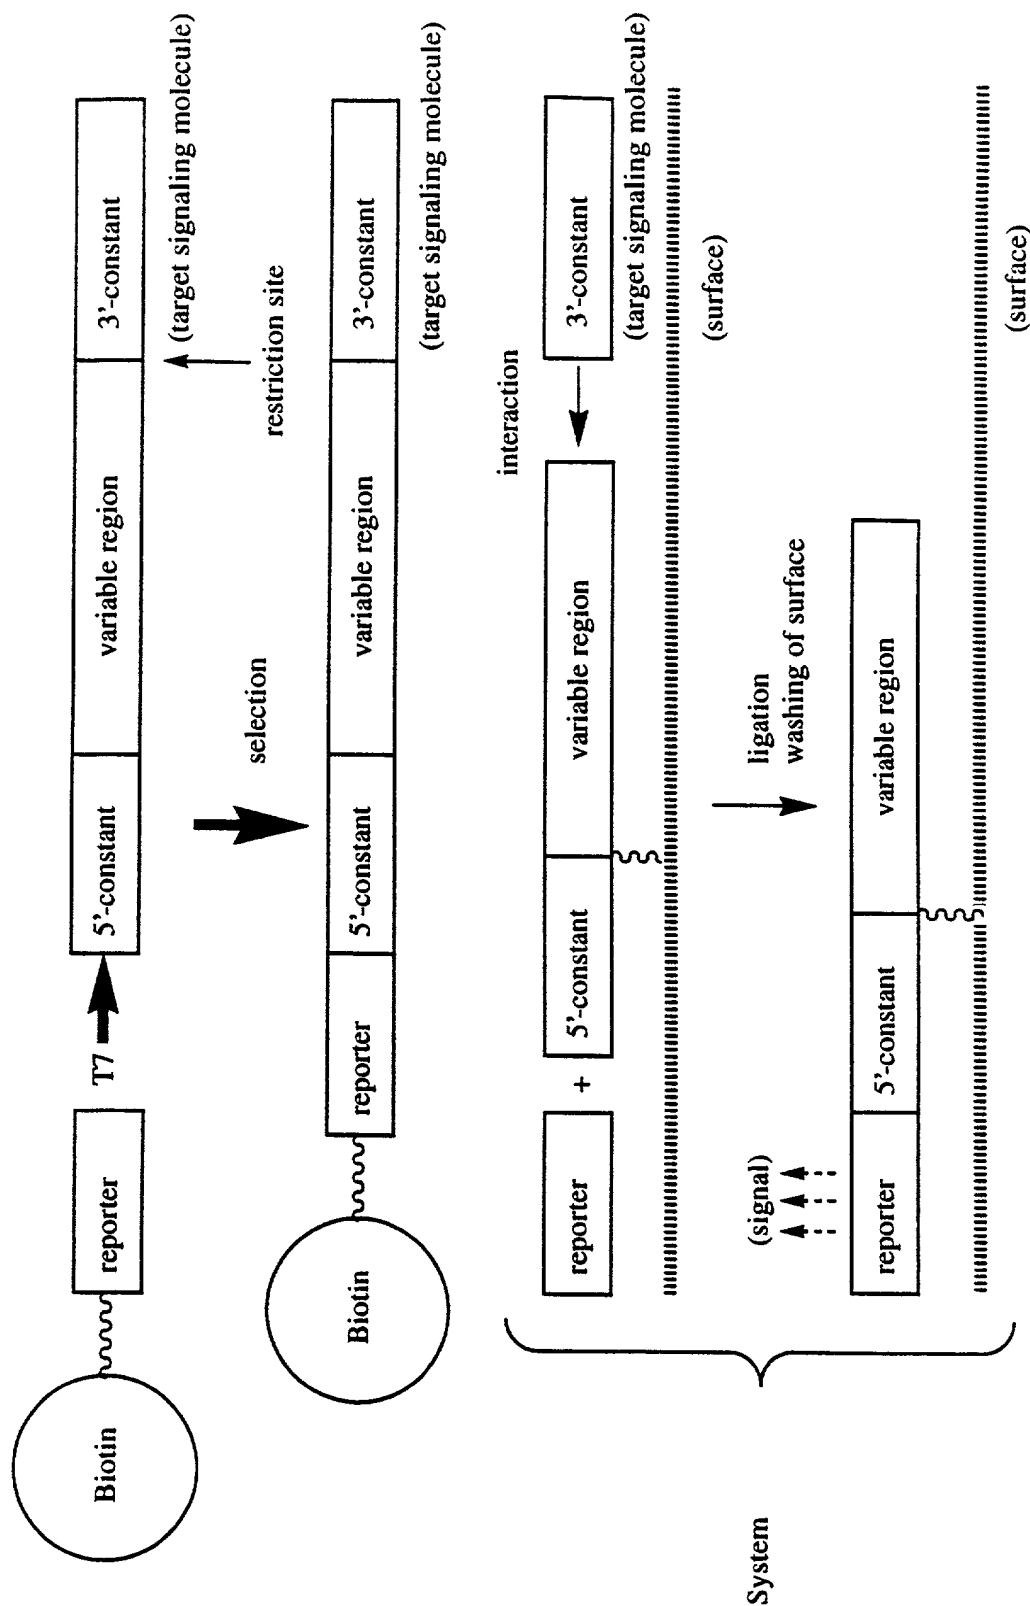 Biotin
reporter
T7
5'-constant
variable region
3'-constant
(target signaling molecule)
restriction site
selection
Biotin
reporter
5'-constant
variable region
3'-constant
(target signaling molecule)
System
interaction
reporter
+
5'-constant
variable region
3'-constant
(target signaling molecule)
(surface)
ligation
washing of surface
(signal)
reporter
5'-constant
variable region
(surface)